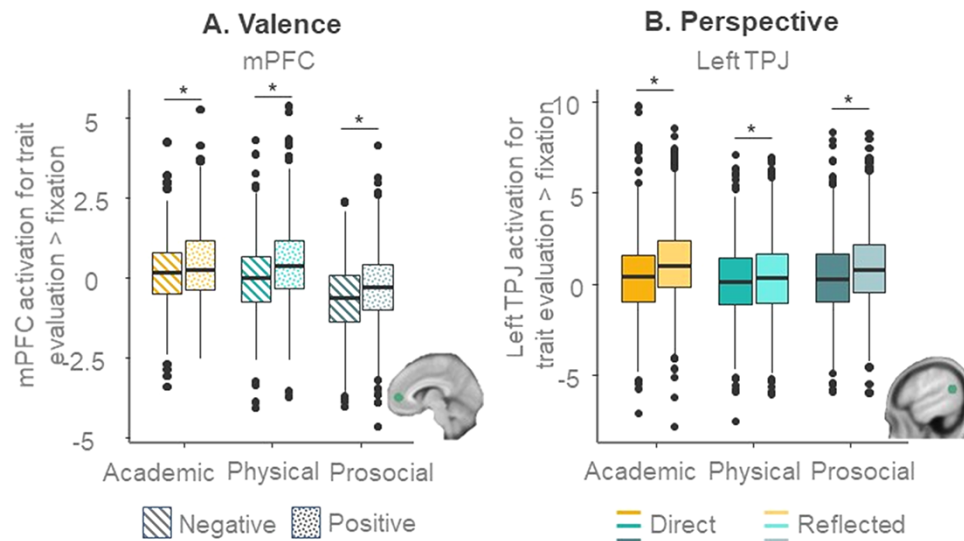 A. Valence
mPFC
mPFC activation for trait
evaluation > fixation
5
2.5
0
-2.5
-5
*
*
*
Academic Physical Prosocial
Negative Positive
B. Perspective
Left TPJ
Left TPJ activation for
trait evaluation > fixation
10
5
0
-5
*
*
*
Academic Physical Prosocial
Direct Reflected